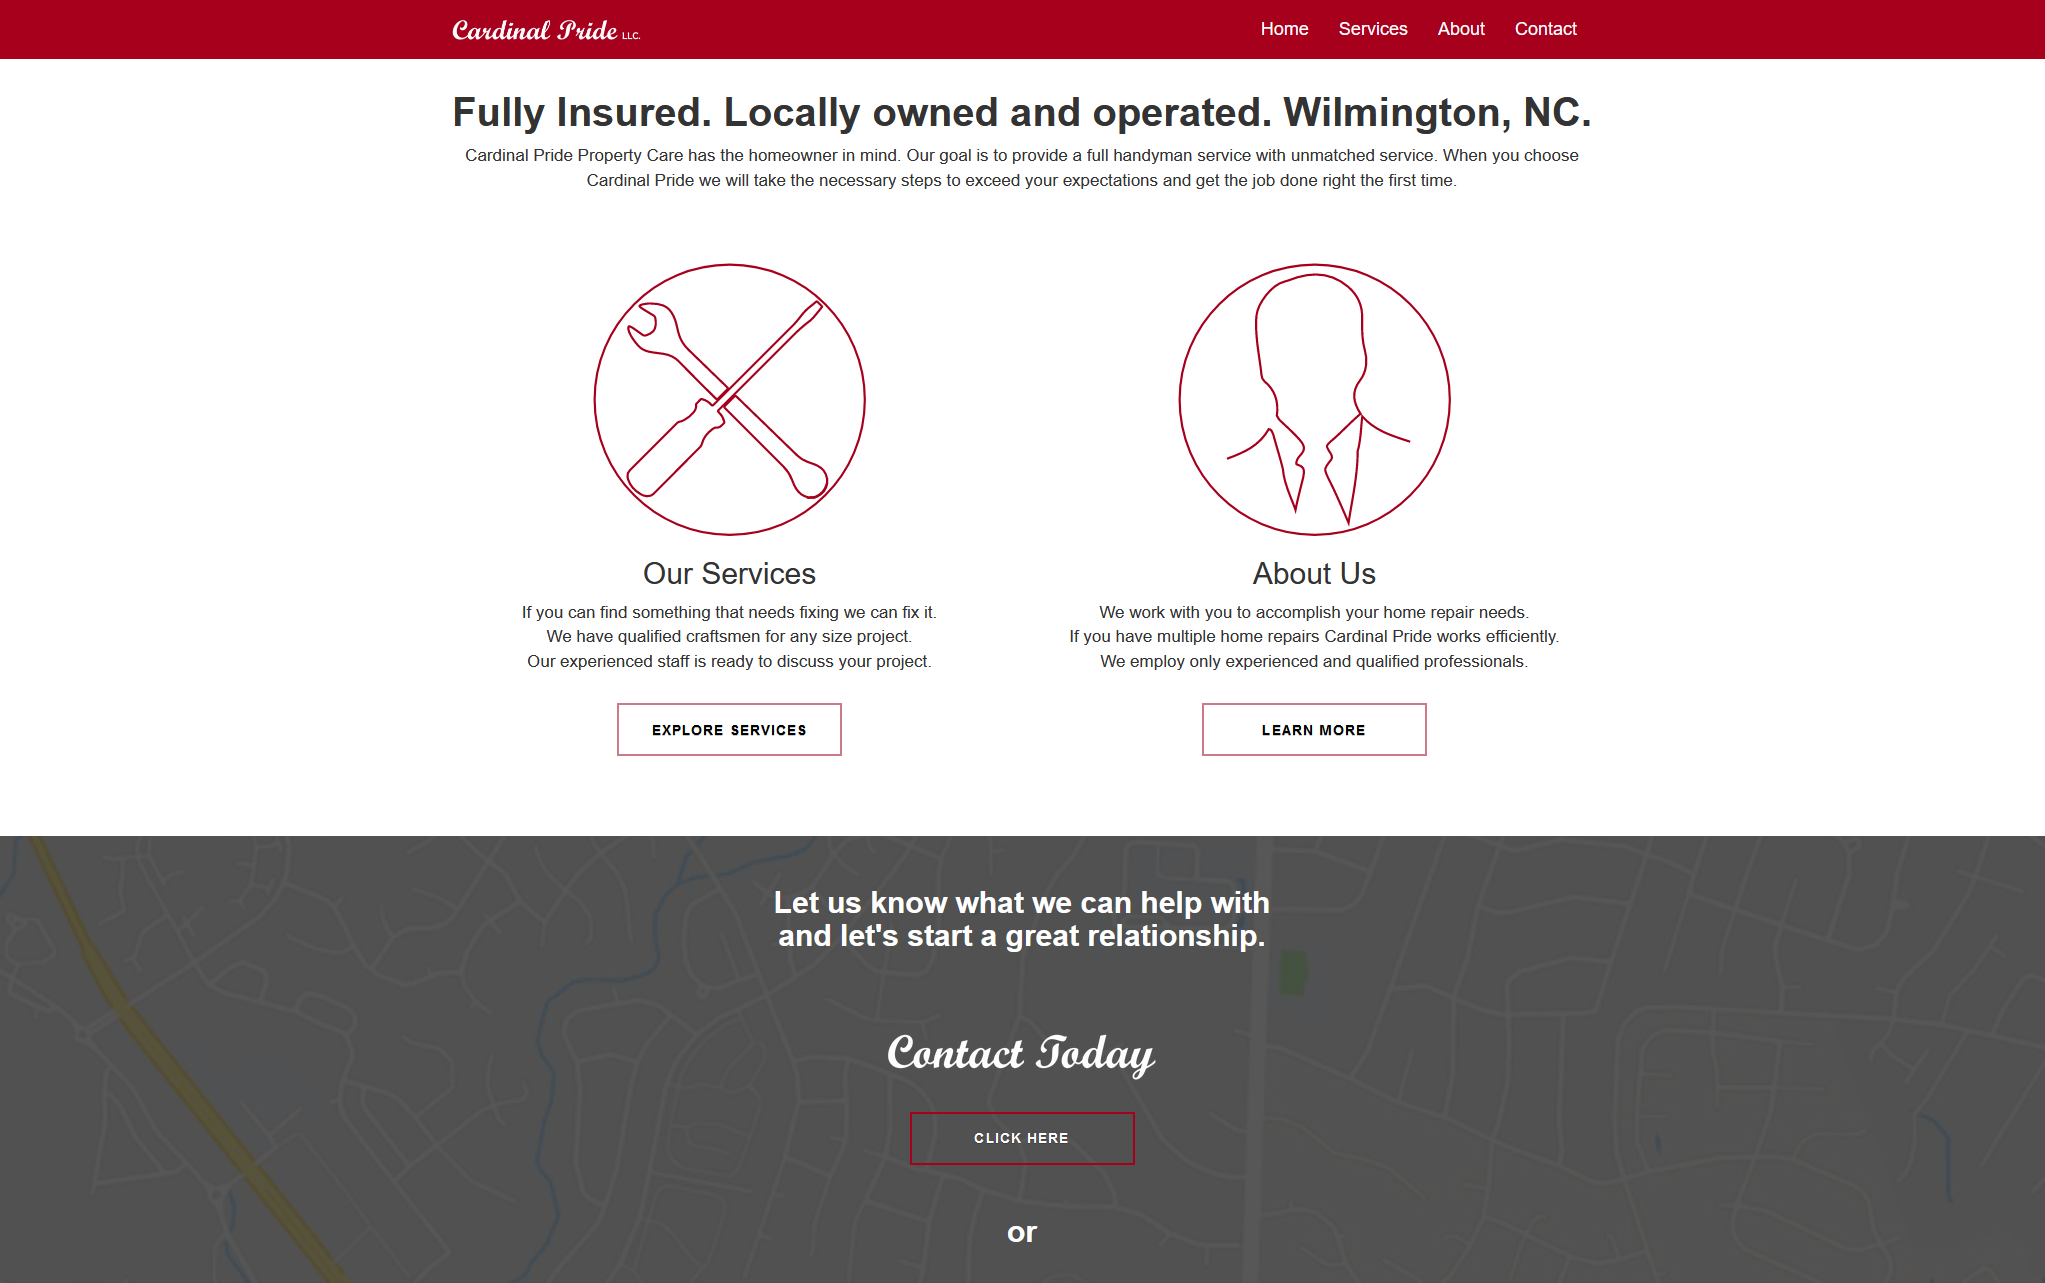 Cardinal Pride LLC.
Home Services About Contact
Fully Insured. Locally owned and operated. Wilmington, NC.
Cardinal Pride Property Care has the homeowner in mind. Our goal is to provide a full handyman service with unmatched service. When you choose
Cardinal Pride we will take the necessary steps to exceed your expectations and get the job done right the first time.
Our Services
If you can find something that needs fixing we can fix it.
We have qualified craftsmen for any size project.
Our experienced staff is ready to discuss your project.
EXPLORE SERVICES
About Us
We work with you to accomplish your home repair needs.
If you have multiple home repairs Cardinal Pride works efficiently.
We employ only experienced and qualified professionals.
LEARN MORE
Let us know what we can help with
and let's start a great relationship.
Contact Today
CLICK HERE
or